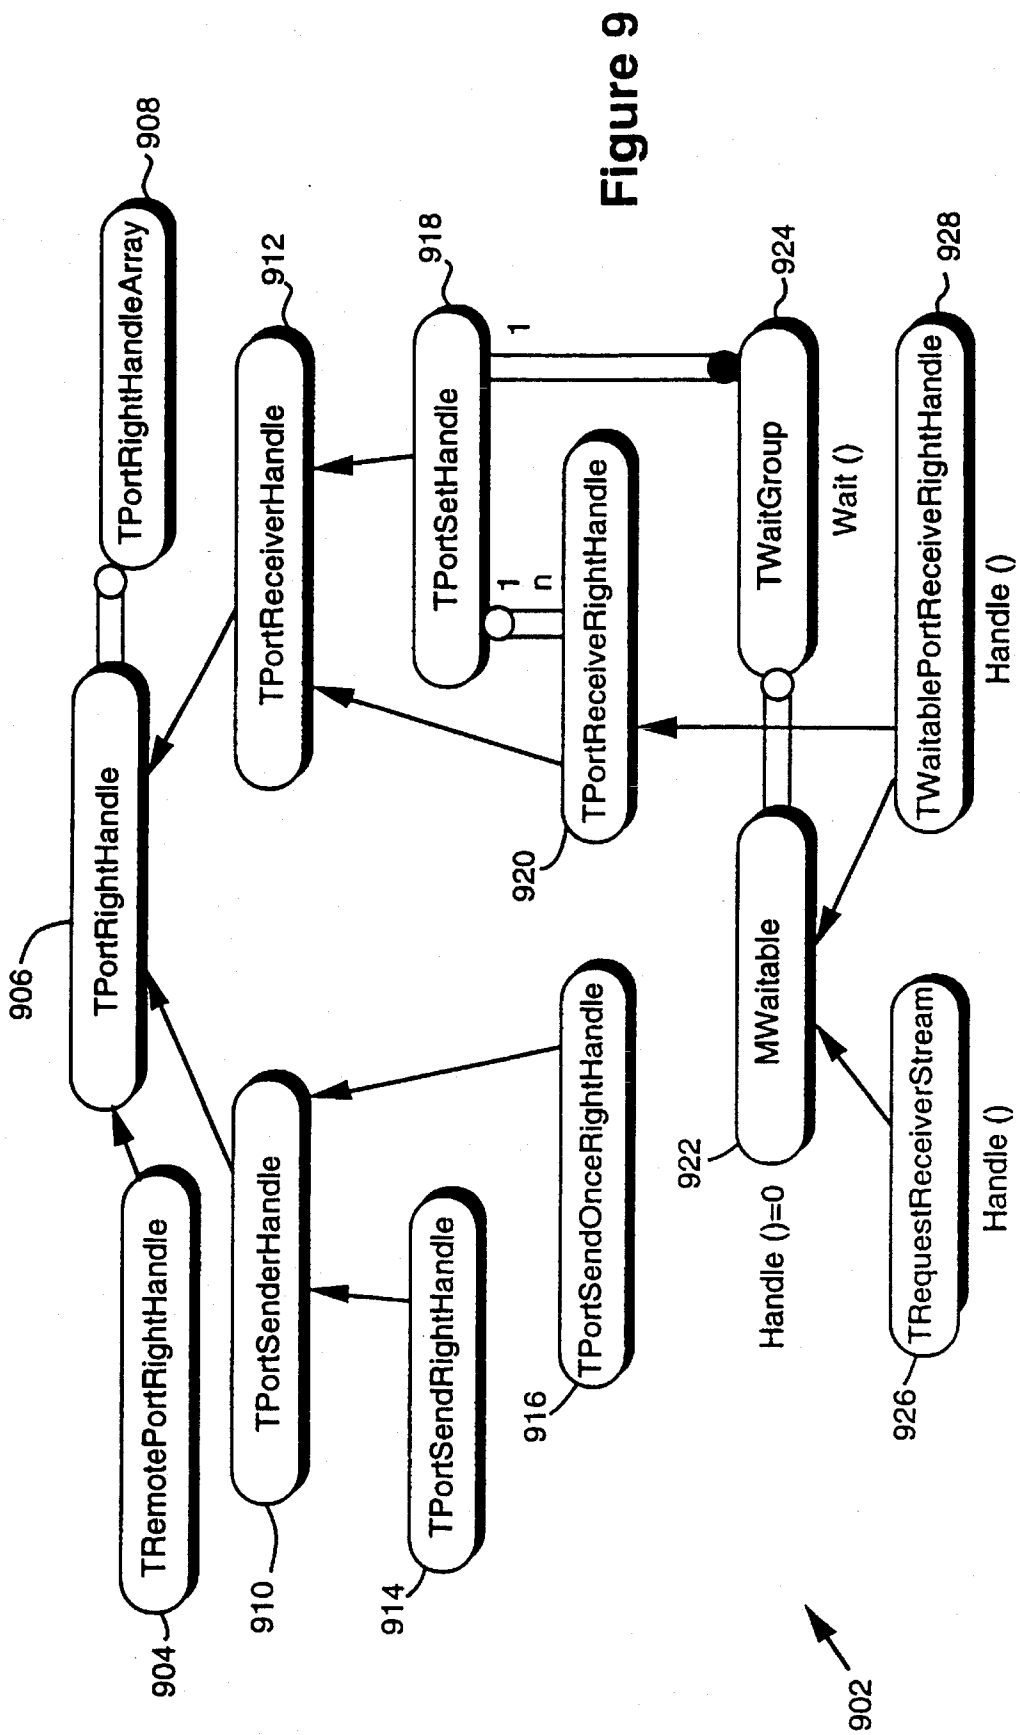 906
TPortRightHandle
TPortRightHandleArray
908
904
TRemotePortRightHandle
910
TPortSenderHandle
TPortReceiverHandle
912
914
TPortSendRightHandle
TPortSetHandle
918
1
1
n
916
TPortSendOnceRightHandle
920
TPortReceiveRightHandle
Figure 9
922
MWaitable
Handle ()=0
TWaitGroup
924
Wait ()
926
TRequestReceiverStream
Handle ()
TWaitablePortReceiveRightHandle
928
Handle ()
902